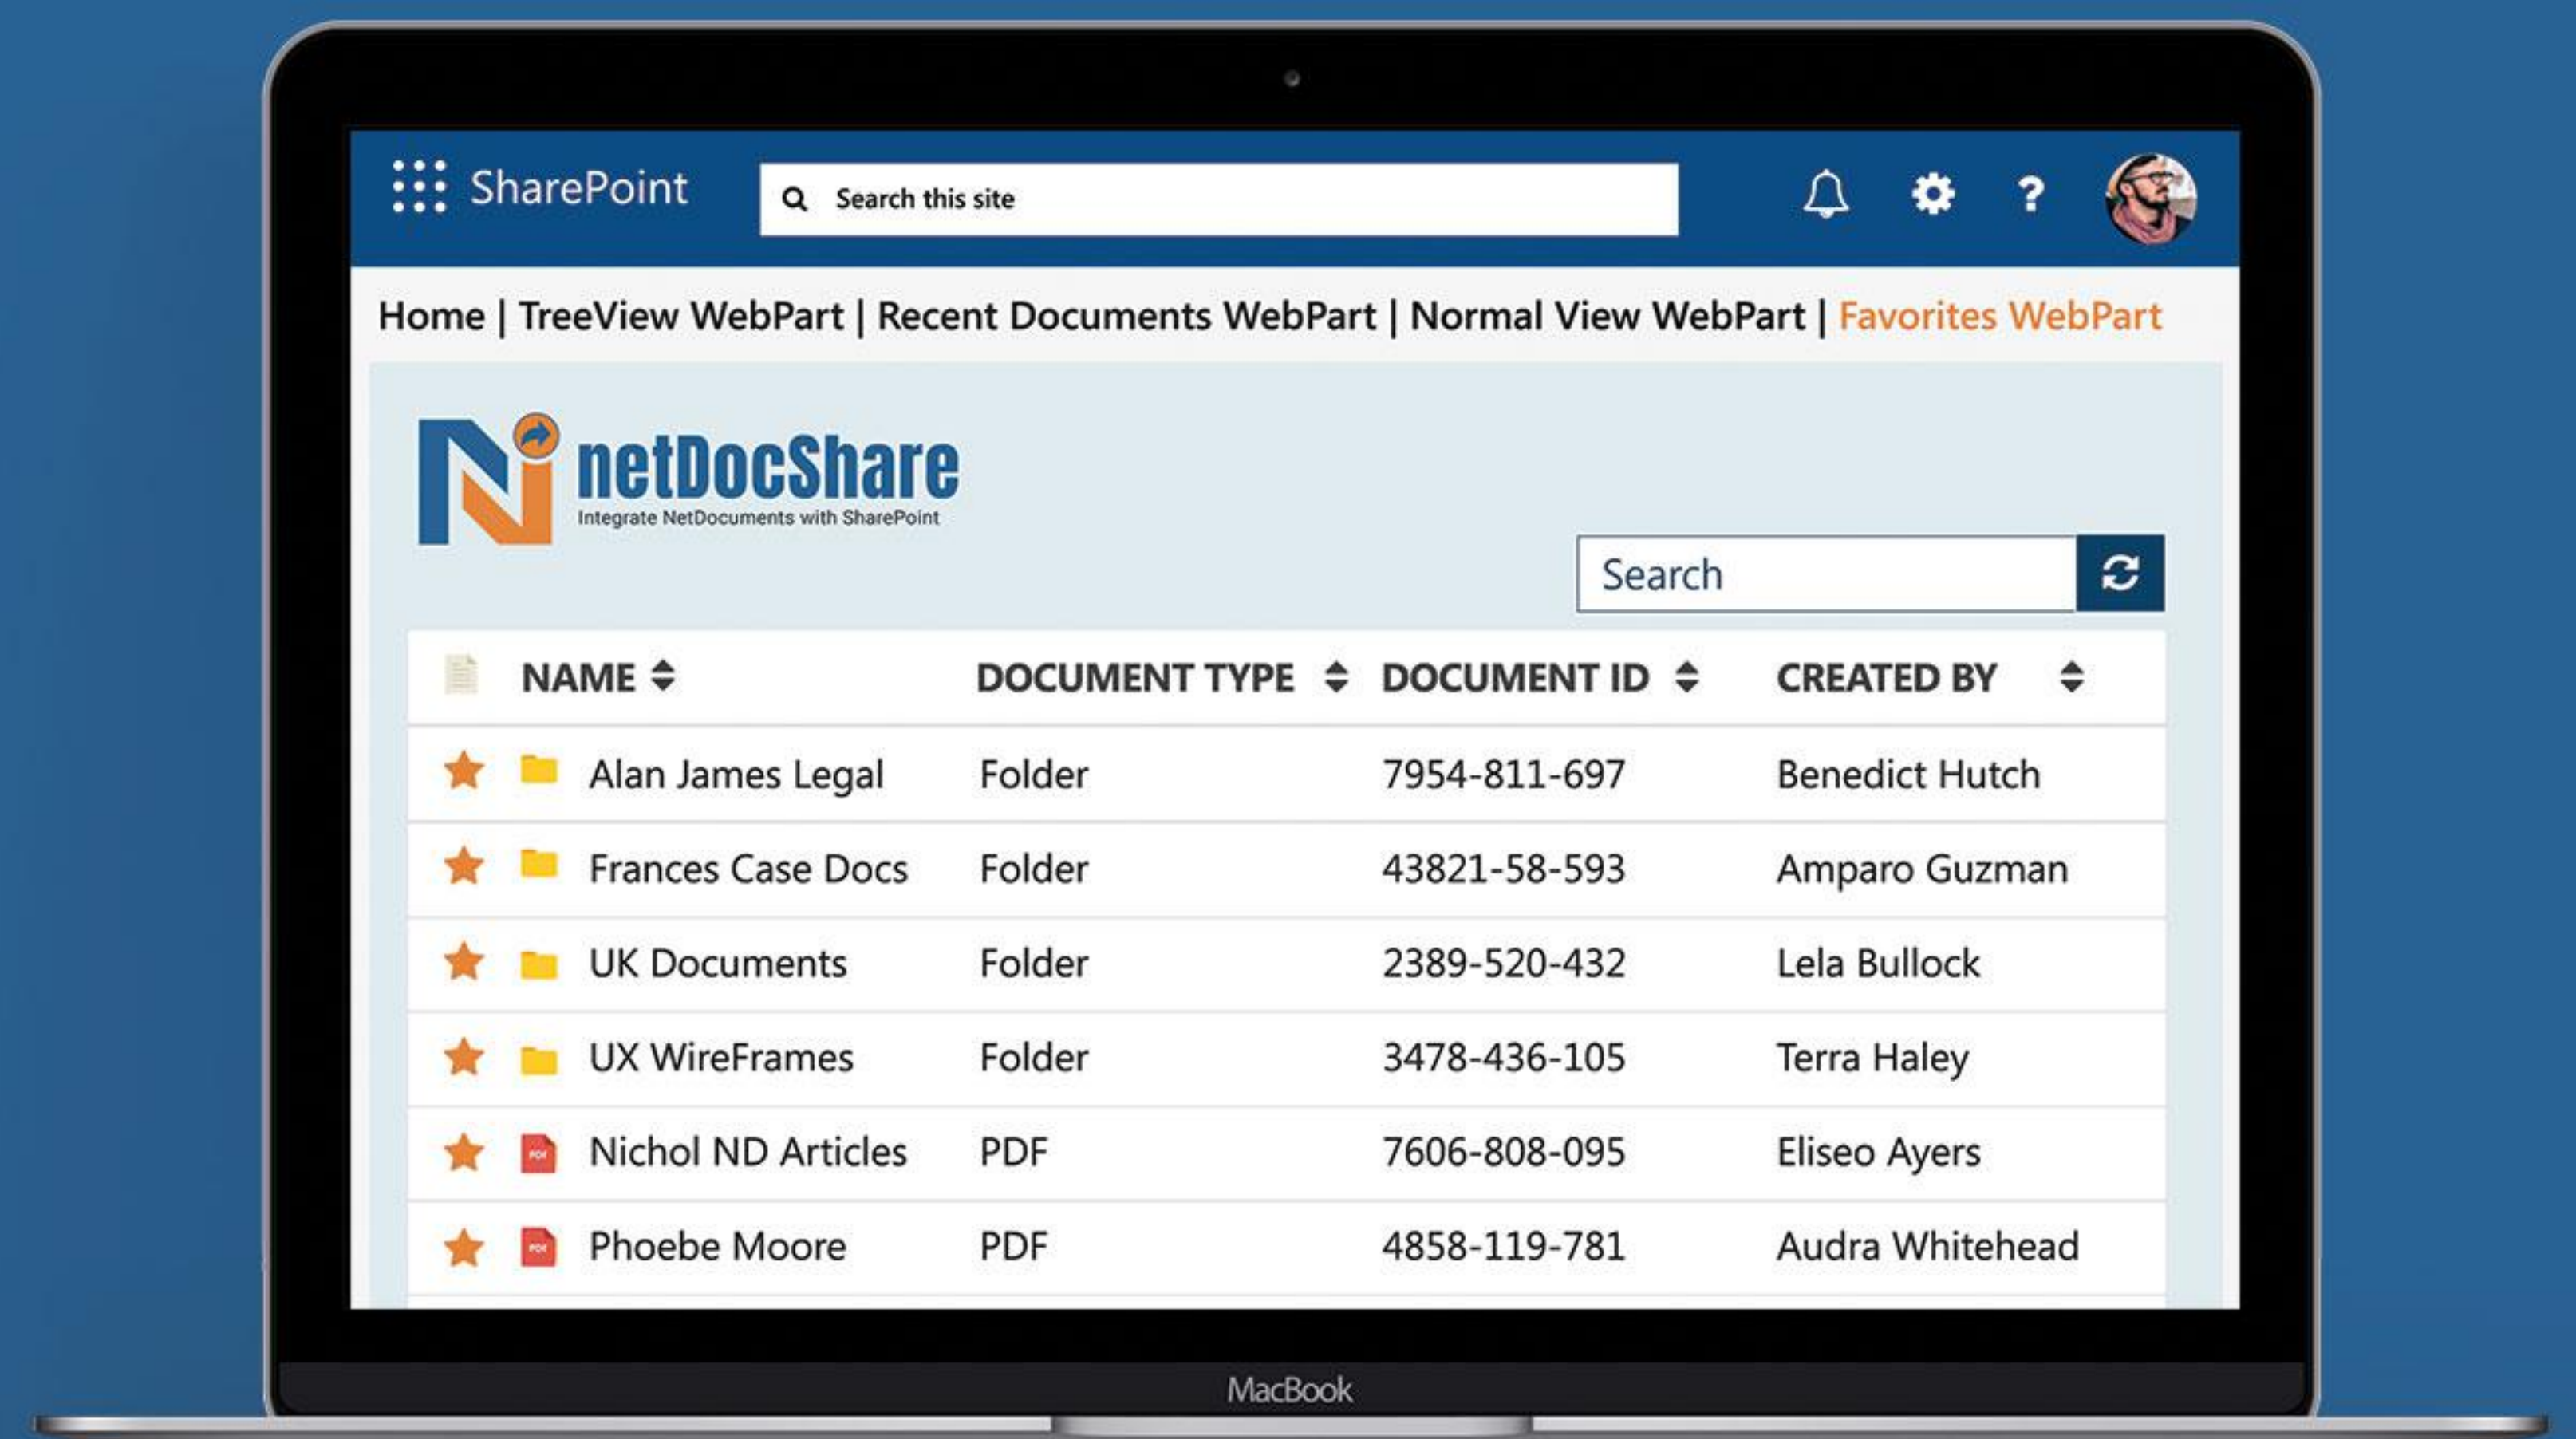 SharePoint
Search this site
?
Home | TreeView WebPart | Recent Documents WebPart | Normal View WebPart | Favorites WebPart
netDocShare
Integrate NetDocuments with SharePoint
Search
NAME DOCUMENT TYPE DOCUMENT ID CREATED BY
Alan James Legal Folder 7954-811-697 Benedict Hutch
Frances Case Docs Folder 43821-58-593 Amparo Guzman
UK Documents Folder 2389-520-432 Lela Bullock
UX WireFrames Folder 3478-436-105 Terra Haley
PDF Nichol ND Articles PDF 7606-808-095 Eliseo Ayers
PDF Phoebe Moore PDF 4858-119-781 Audra Whitehead
MacBook